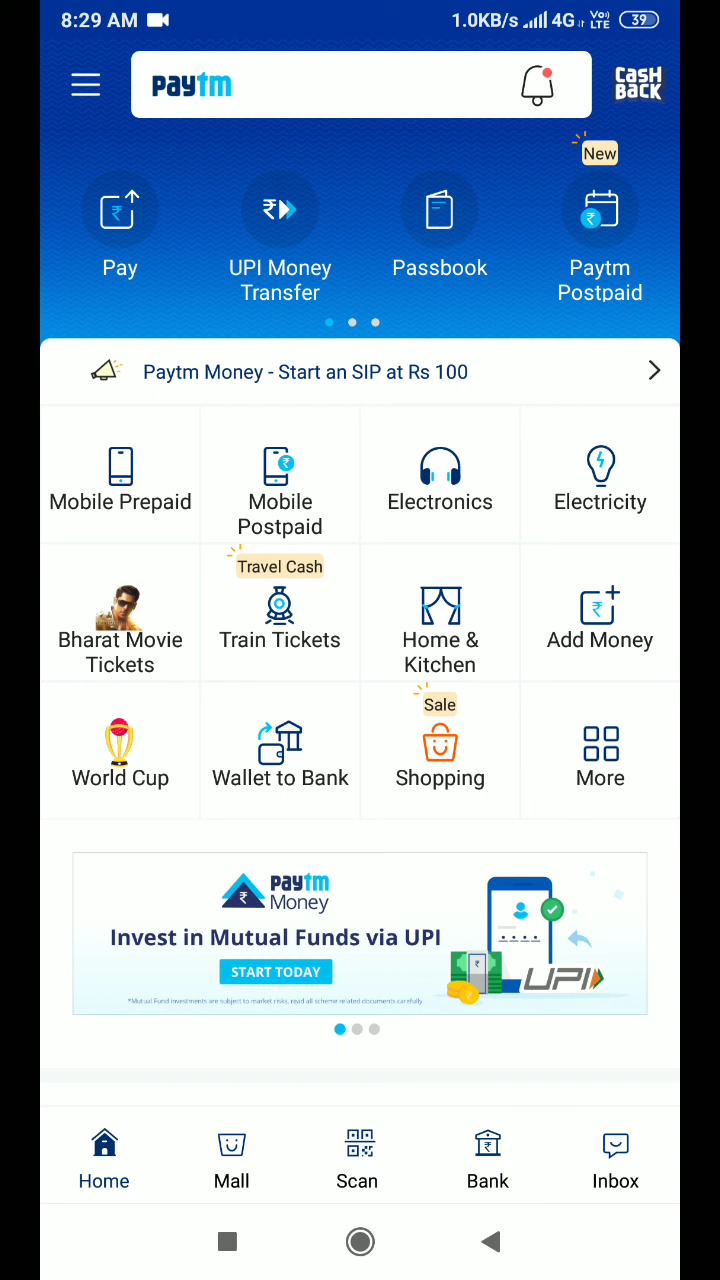 8:29 AM
1.0KB/s 4G Vo) LTE 39
paytm
CASH
BACK
New
Pay
UPI Money
Transfer
Passbook
Paytm
Postpaid
Paytm Money - Start an SIP at Rs 100
Mobile Prepaid
Mobile
Postpaid
Electronics
Electricity
Travel Cash
Bharat Movie
Tickets
Train Tickets
Home &
Kitchen
Add Money
Sale
World Cup
Wallet to Bank
Shopping
More
paytm
Money
Invest in Mutual Funds via UPI
START TODAY
UPI
*Mutual Fund investments are subject to market risks, read all scheme related documents carefully
Home
Mall
Scan
Bank
Inbox